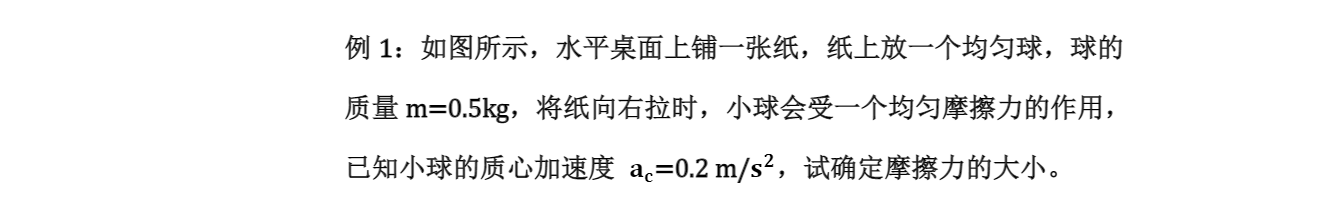 例 1：如图所示，水平桌面上铺一张纸，纸上放一个均匀球，球的
质量 m=0.5kg，将纸向右拉时，小球会受一个均匀摩擦力的作用，
已知小球的质心加速度 a_c=0.2 m/s²，试确定摩擦力的大小。